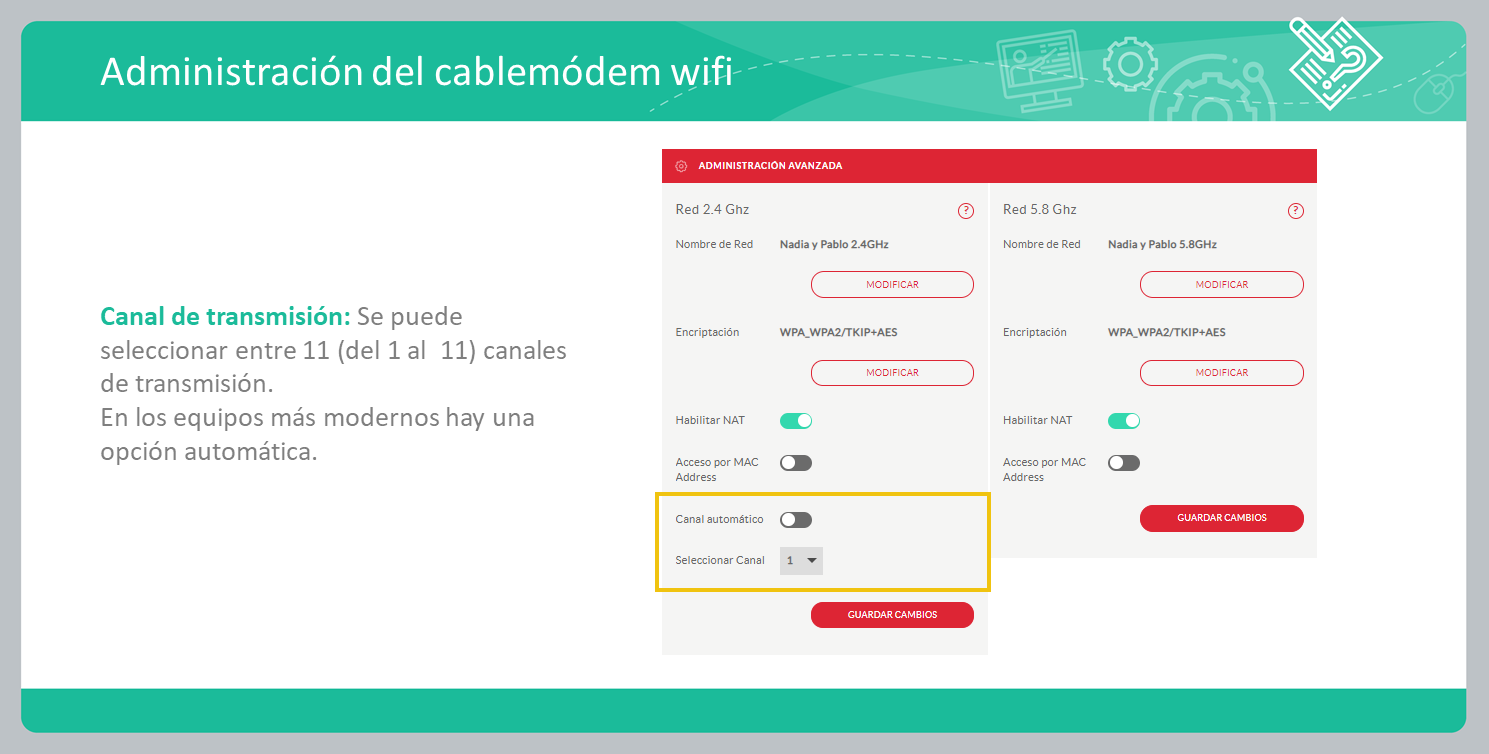 Administración del cablemódem wifi
Canal de transmisión: Se puede
seleccionar entre 11 (del 1 al  11) canales
de transmisión.
En los equipos más modernos hay una
opción automática.
ADMINISTRACIÓN AVANZADA
Red 2.4 Ghz ?
Nombre de Red Nadia y Pablo 2.4GHz
MODIFICAR
Encriptación WPA_WPA2/TKIP+AES
MODIFICAR
Habilitar NAT
Acceso por MAC
Address
Canal automático
Seleccionar Canal 1
GUARDAR CAMBIOS
Red 5.8 Ghz ?
Nombre de Red Nadia y Pablo 5.8GHz
MODIFICAR
Encriptación WPA_WPA2/TKIP+AES
MODIFICAR
Habilitar NAT
Acceso por MAC
Address
GUARDAR CAMBIOS